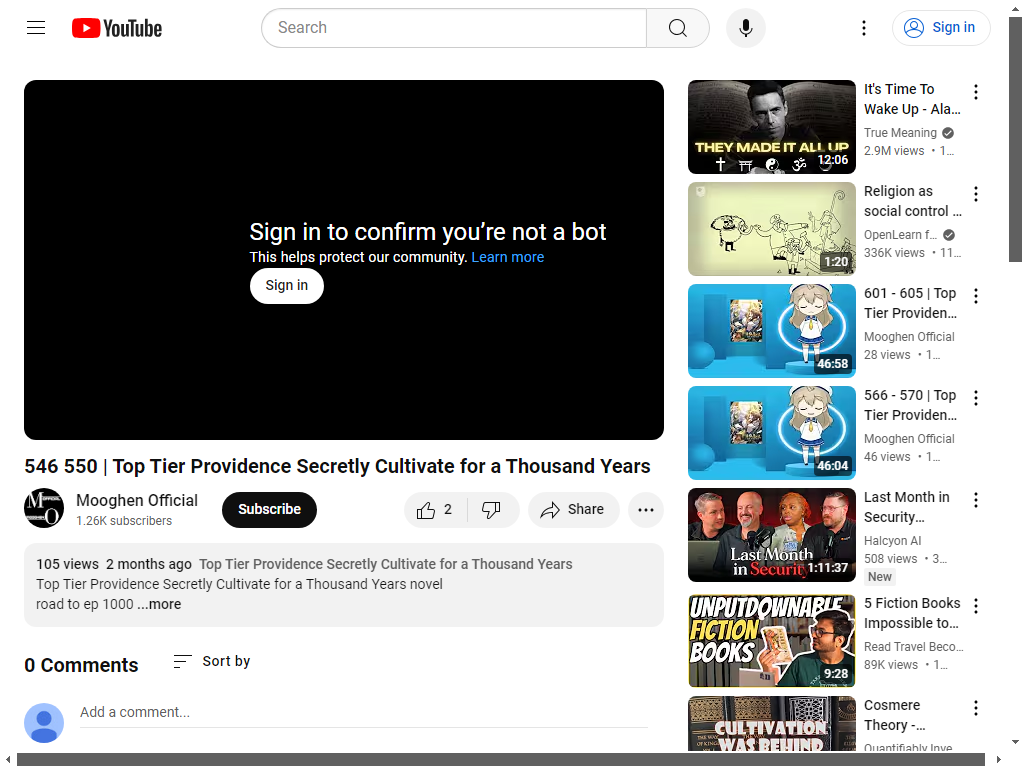 YouTube
Search
Sign in
Sign in to confirm you're not a bot
This helps protect our community. Learn more
Sign in
546 550 | Top Tier Providence Secretly Cultivate for a Thousand Years
Mooghen Official
1.26K subscribers
Subscribe
2
Share
105 views 2 months ago Top Tier Providence Secretly Cultivate for a Thousand Years
Top Tier Providence Secretly Cultivate for a Thousand Years novel
road to ep 1000 ...more
0 Comments
Sort by
Add a comment...
THEY MADE IT ALL UP
12:06
It's Time To
Wake Up - Ala...
True Meaning
2.9M views • 1...
1:20
Religion as
social control ...
OpenLearn f...
336K views • 11...
46:58
601 - 605 | Top
Tier Providen...
Mooghen Official
28 views • 1...
46:04
566 - 570 | Top
Tier Providen...
Mooghen Official
46 views • 1...
Last Month
in Security
1:11:37
Last Month in
Security...
Halcyon AI
508 views • 3...
New
UNPUTDOWNABLE
FICTION
BOOKS
9:28
5 Fiction Books
Impossible to...
Read Travel Beco...
89K views • 1...
CULTIVATION
WAS BEHIND
Cosmere
Theory -...
Quantifiably Inve...